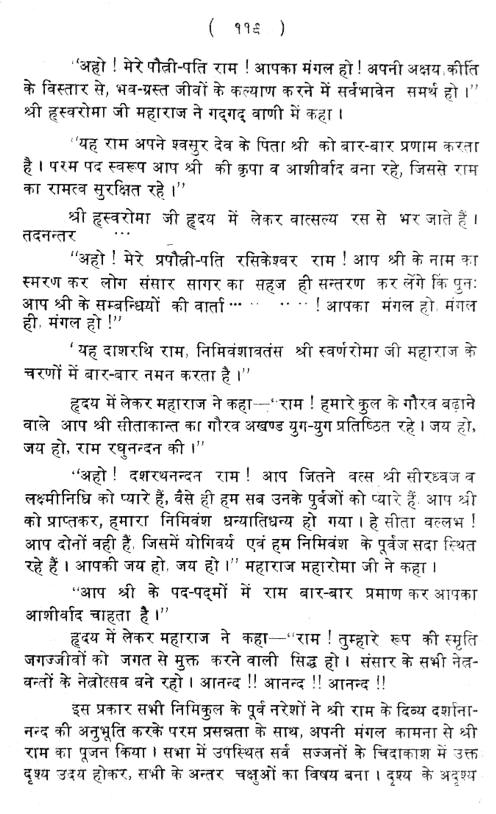 ( ११९ )
"अहो ! मेरे पौत्नी-पति राम ! आपका मंगल हो ! अपनी अक्षय कीर्ति
के विस्तार से, भव-ग्रस्त जीवों के कल्याण करने में सर्वभावेन समर्थ हो ।"
श्री ह्रस्वरोमा जी महाराज ने गद्‌गद् वाणी में कहा ।
"यह राम अपने श्वसुर देव के पिता श्री को बार-बार प्रणाम करता
है । परम पद स्वरूप आप श्री की कृपा व आशीर्वाद बना रहे, जिससे राम
का रामत्व सुरक्षित रहे ।"
श्री ह्रस्वरोमा जी हृदय में लेकर वात्सल्य रस से भर जाते हैं ।
तदनन्तर ...
"अहो ! मेरे प्रपौत्नी-पति रसिकेश्वर राम ! आप श्री के नाम का
स्मरण कर लोग संसार सागर का सहज ही सन्तरण कर लेंगे कि पुनः
आप श्री के सम्बन्धियों की वार्ता ... .. ... .. ! आपका मंगल हो, मंगल
ही, मंगल हो !"
'यह दाशरथि राम, निमिवंशावतंस श्री स्वर्णरोमा जी महाराज के
चरणों में बार-बार नमन करता है ।"
हृदय में लेकर महाराज ने कहा—"राम ! हमारे कुल के गौरव बढ़ाने
वाले आप श्री सीताकान्त का गौरव अखण्ड युग-युग प्रतिष्ठित रहे । जय हो,
जय हो, राम रघुनन्दन की ।"
"अहो ! दशरथनन्दन राम ! आप जितने वत्स श्री सीरध्वज व
लक्ष्मीनिधि को प्यारे हैं, वैसे ही हम सब उनके पुर्वजों को प्यारे हैं, आप श्री
को प्राप्तकर, हमारा निमिवंश धन्यातिधन्य हो गया । हे सीता वल्लभ !
आप दोनों वही हैं, जिसमें योगिवर्य एवं हम निमिवंश के पूर्वज सदा स्थित
रहे हैं । आपकी जय हो, जय हो ।" महाराज महारोमा जी ने कहा ।
"आप श्री के पद-पद्‌मों में राम बार-बार प्रमाण कर आपका
आशीर्वाद चाहता है ।"
हृदय में लेकर महाराज ने कहा—"राम ! तुम्हारे रूप की स्मृति
जगज्जीवों को जगत से मुक्त करने वाली सिद्ध हो । संसार के सभी नेत्र-
वन्तों के नेत्रोत्सव बने रहो । आनन्द !! आनन्द !! आनन्द !!
इस प्रकार सभी निमिकुल के पूर्व नरेशों ने श्री राम के दिव्य दर्शाना-
नन्द की अनुभूति करके परम प्रसन्नता के साथ, अपनी मंगल कामना से श्री
राम का पूजन किया । सभा में उपस्थित सर्व सज्जनों के चिदाकाश में उक्त
दृश्य उदय होकर, सभी के अन्तर चक्षुओं का विषय बना । दृश्य के अदृश्य